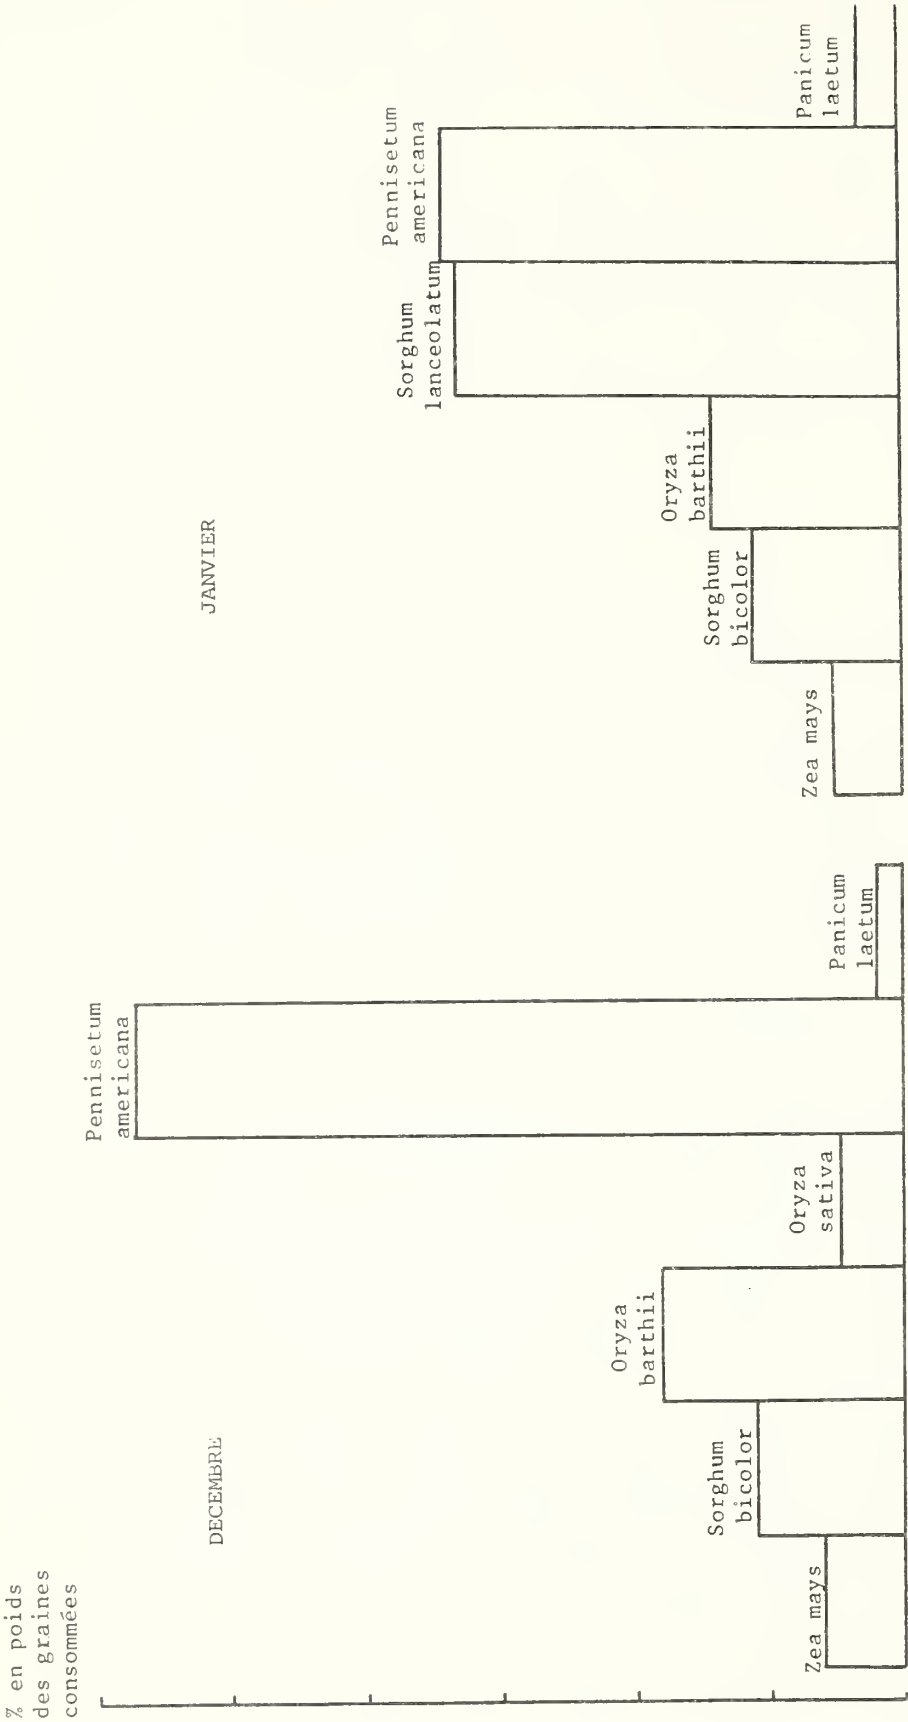 % en poids
des graines
consommées
DECEMBRE
Zea mays
Sorghum
bicolor
Oryza
barthii
Oryza
sativa
Pennisetum
americana
Panicum
laetum
JANVIER
Zea mays
Sorghum
bicolor
Oryza
barthii
Sorghum
lanceolatum
Pennisetum
americana
Panicum
laetum